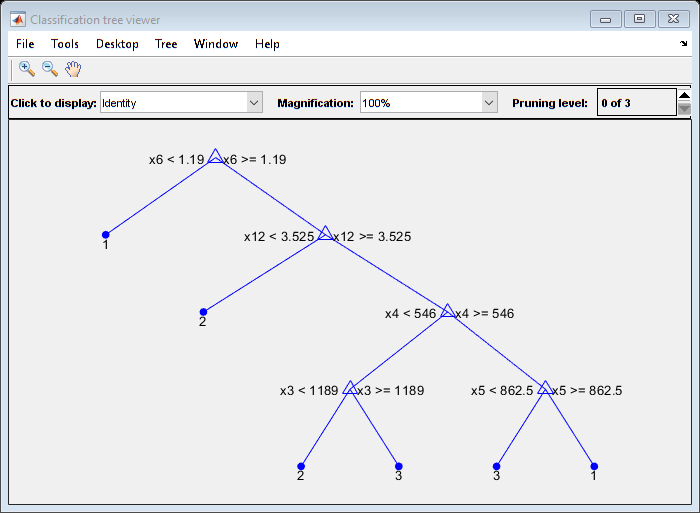 Classification tree viewer
File Tools Desktop Tree Window Help
Click to display: Identity Magnification: 100% Pruning level: 0 of 3
x6 < 1.19 x6 >= 1.19
1
x12 < 3.525 x12 >= 3.525
2
x4 < 546 x4 >= 546
x3 < 1189 x3 >= 1189 x5 < 862.5 x5 >= 862.5
2 3 3 1